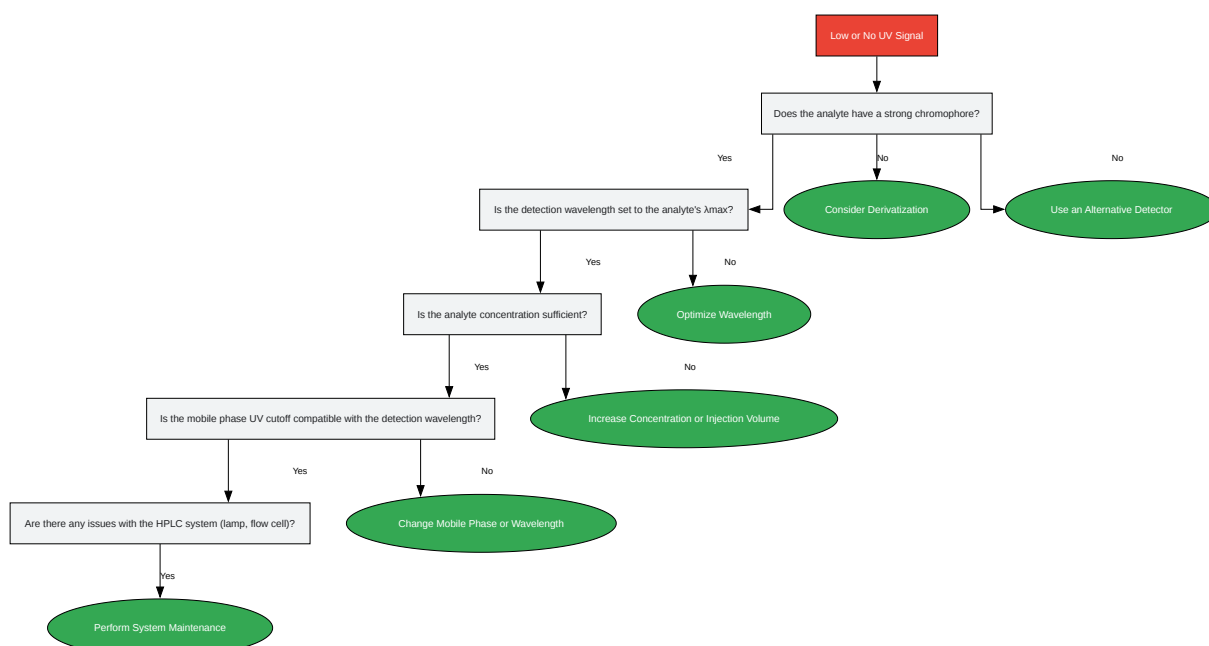 Low or No UV Signal
Does the analyte have a strong chromophore?
Yes
No
No
Is the detection wavelength set to the analyte's λmax?
Consider Derivatization
Use an Alternative Detector
Yes
No
Is the analyte concentration sufficient?
Optimize Wavelength
Yes
No
Is the mobile phase UV cutoff compatible with the detection wavelength?
Increase Concentration or Injection Volume
Yes
No
Are there any issues with the HPLC system (lamp, flow cell)?
Change Mobile Phase or Wavelength
Yes
Perform System Maintenance